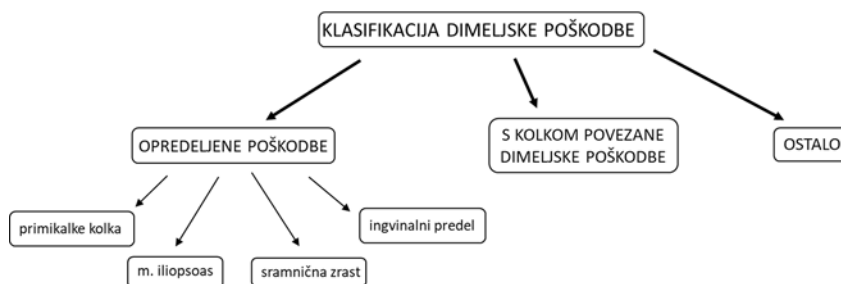 KLASIFIKACIJA DIMELJSKE POŠKODBE
OPREDELJENE POŠKODBE
S KOLKOM POVEZANE
DIMELJSKE POŠKODBE
OSTALO
primikalke kolka
m. iliopsoas
sramnična zrast
ingvinalni predel